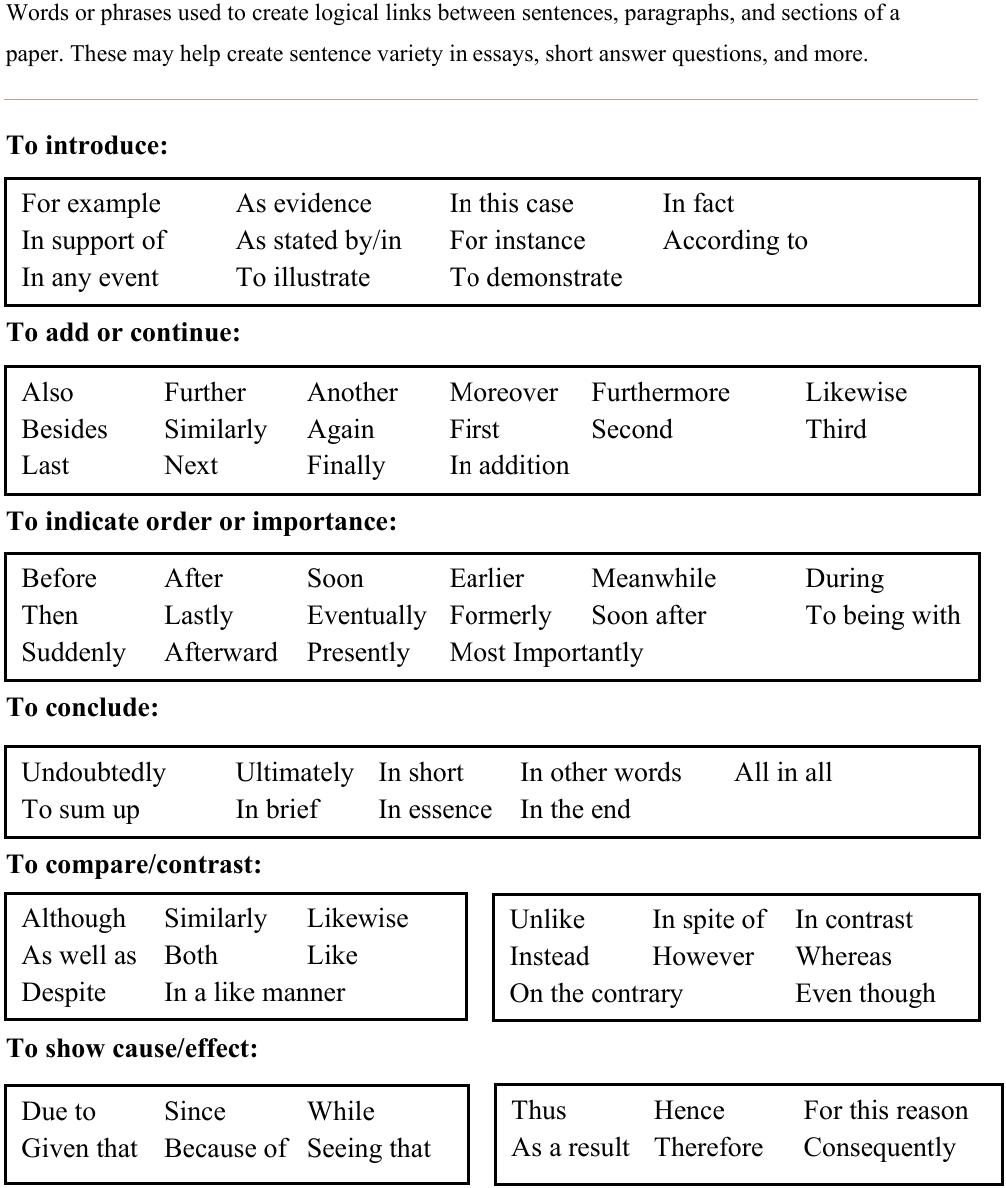 Words or phrases used to create logical links between sentences, paragraphs, and sections of a
paper. These may help create sentence variety in essays, short answer questions, and more.
To introduce:
For example As evidence In this case In fact
In support of As stated by/in For instance According to
In any event To illustrate To demonstrate
To add or continue:
Also Further Another Moreover Furthermore Likewise
Besides Similarly Again First Second Third
Last Next Finally In addition
To indicate order or importance:
Before After Soon Earlier Meanwhile During
Then Lastly Eventually Formerly Soon after To being with
Suddenly Afterward Presently Most Importantly
To conclude:
Undoubtedly Ultimately In short In other words All in all
To sum up In brief In essence In the end
To compare/contrast:
Although Similarly Likewise
As well as Both Like
Despite In a like manner
Unlike In spite of In contrast
Instead However Whereas
On the contrary Even though
To show cause/effect:
Due to Since While
Given that Because of Seeing that
Thus Hence For this reason
As a result Therefore Consequently